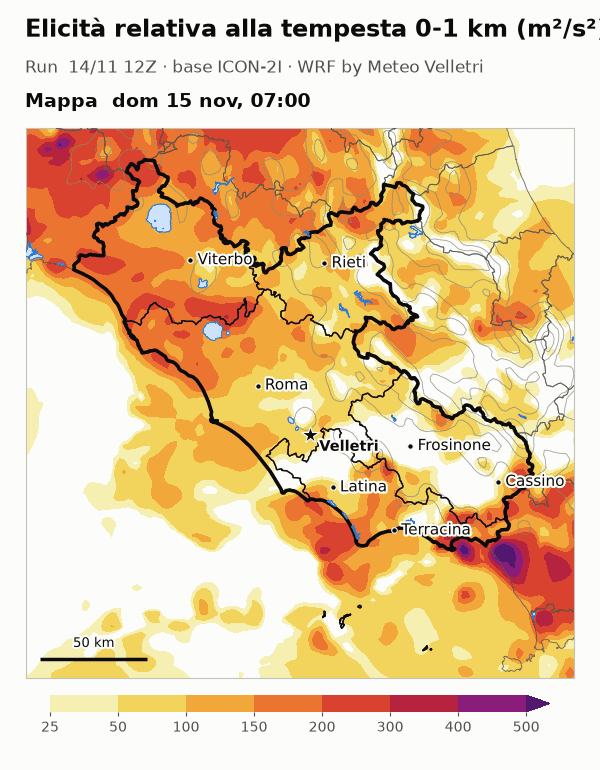 Elicità relativa alla tempesta 0-1 km (m²/s²)
Run 14/11 12Z · base ICON-2I · WRF by Meteo Velletri
Mappa dom 15 nov, 07:00
Viterbo
Rieti
Roma
Velletri
Frosinone
Latina
Cassino
Terracina
50 km
25 50 100 150 200 300 400 500